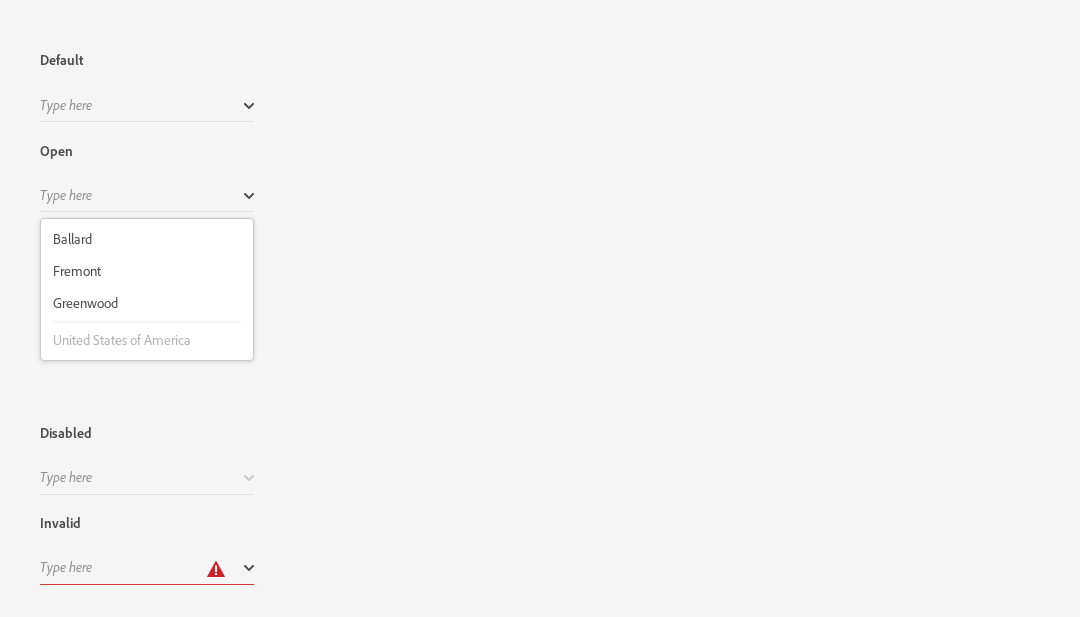 Default
Type here
Open
Type here
Ballard
Fremont
Greenwood
United States of America
Disabled
Type here
Invalid
Type here